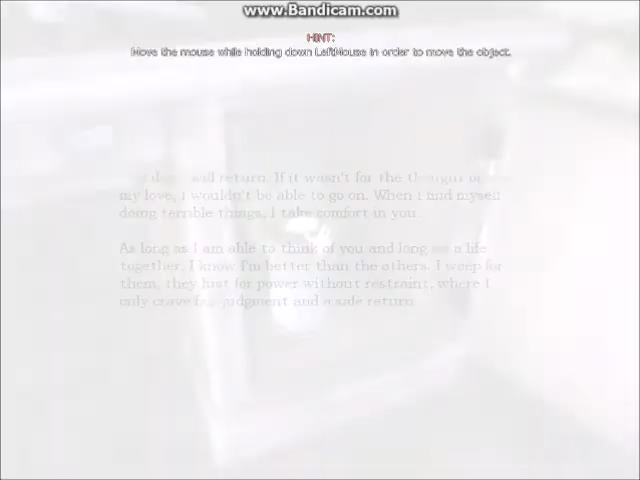 www.Bandicam.com
HINT:
Move the mouse while holding down LeftMouse in order to move the object.
will return. If it wasn't for the thought of
my love, I wouldn't be able to go on. When I find myself
doing terrible things, I take comfort in you.
As long as I am able to think of you and long for a life
together, I know I'm better than the others. I weep for
them, they lust for power without restraint, where I
only crave fair judgment and a safe return.